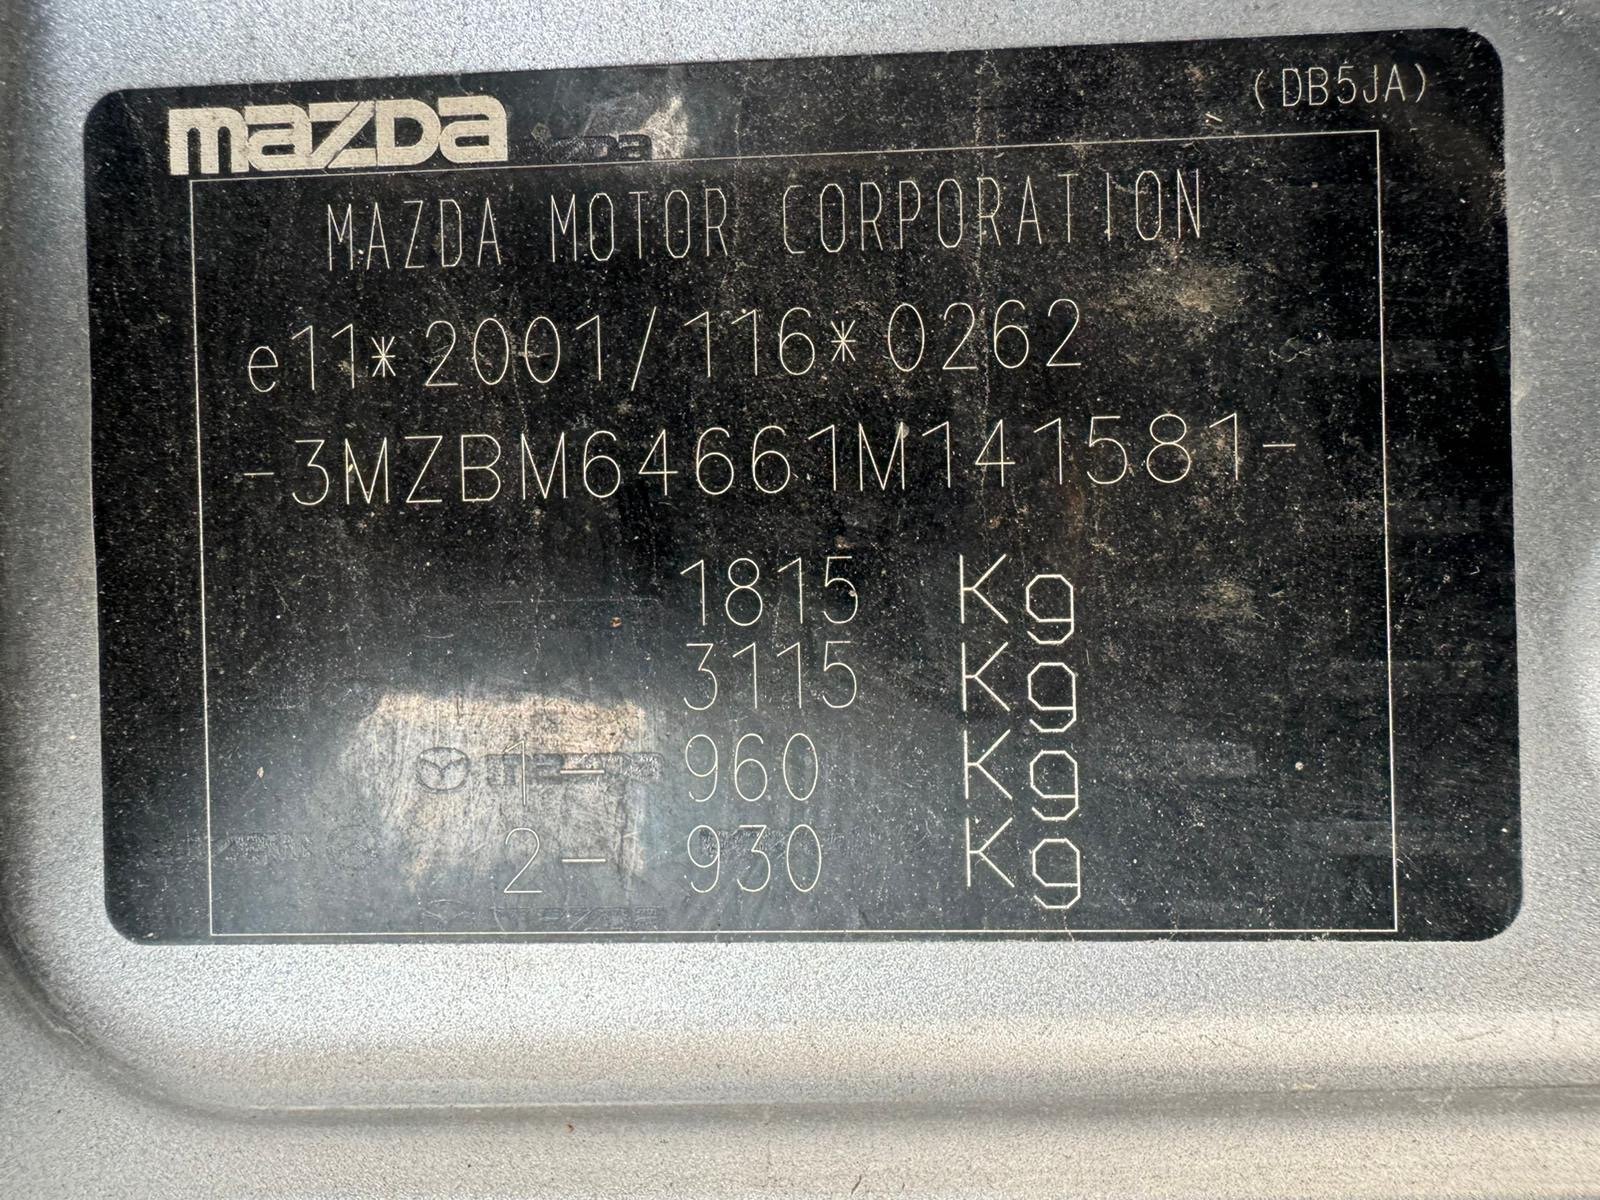 mazda
(DB5JA)
MAZDA MOTOR CORPORATION
e11*2001/116*0262
-3MZBM64661M141581-
1815 Kg
3115 Kg
1- 960 Kg
2- 930 Kg